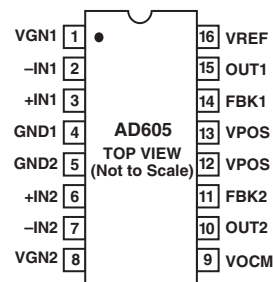 VGN1 1 16 VREF
–IN1 2 15 OUT1
+IN1 3 14 FBK1
GND1 4 AD605 13 VPOS
GND2 5 TOP VIEW 12 VPOS
(Not to Scale)
+IN2 6 11 FBK2
–IN2 7 10 OUT2
VGN2 8 9 VOCM